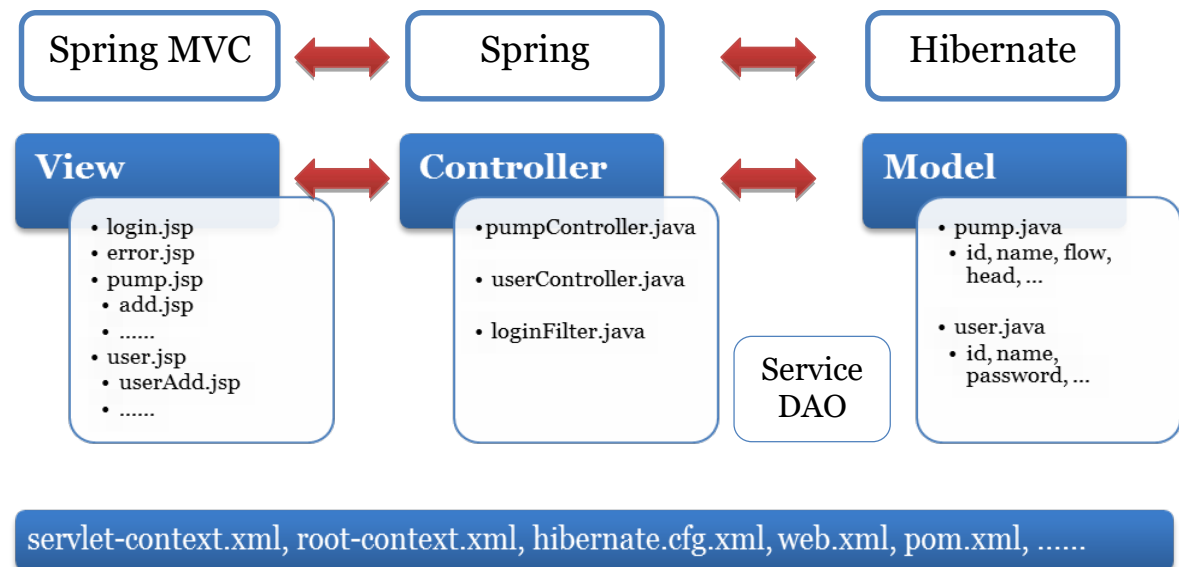 Spring MVC
Spring
Hibernate
View
Controller
Model
• login.jsp
• error.jsp
• pump.jsp
• add.jsp
• ......
• user.jsp
• userAdd.jsp
• ......
•pumpController.java
• userController.java
• loginFilter.java
Service
DAO
• pump.java
• id, name, flow,
head, ...
• user.java
• id, name,
password, ...
servlet-context.xml, root-context.xml, hibernate.cfg.xml, web.xml, pom.xml, ......